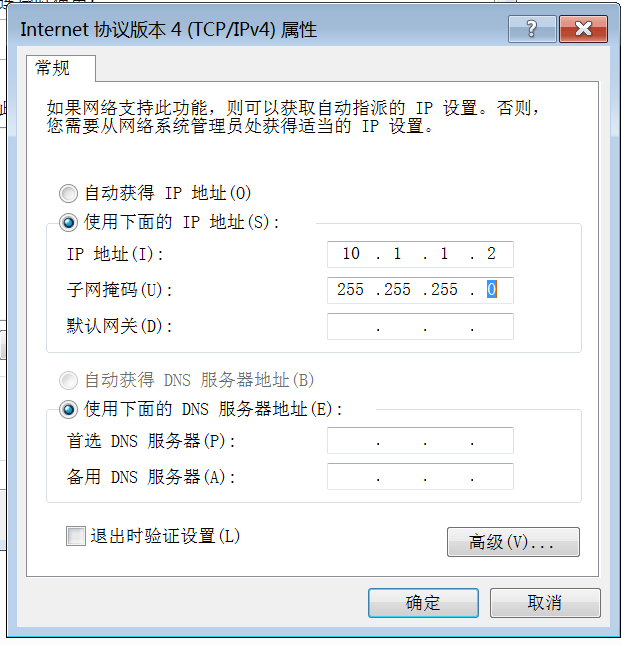 Internet 协议版本 4 (TCP/IPv4) 属性
常规
如果网络支持此功能，则可以获取自动指派的 IP 设置。否则，
您需要从网络系统管理员处获得适当的 IP 设置。
自动获得 IP 地址(O)
使用下面的 IP 地址(S):
IP 地址(I): 10 . 1 . 1 . 2
子网掩码(U): 255 .255 .255 . 0
默认网关(D): . . .
自动获得 DNS 服务器地址(B)
使用下面的 DNS 服务器地址(E):
首选 DNS 服务器(P): . . .
备用 DNS 服务器(A): . . .
退出时验证设置(L)
高级(V)...
确定 取消